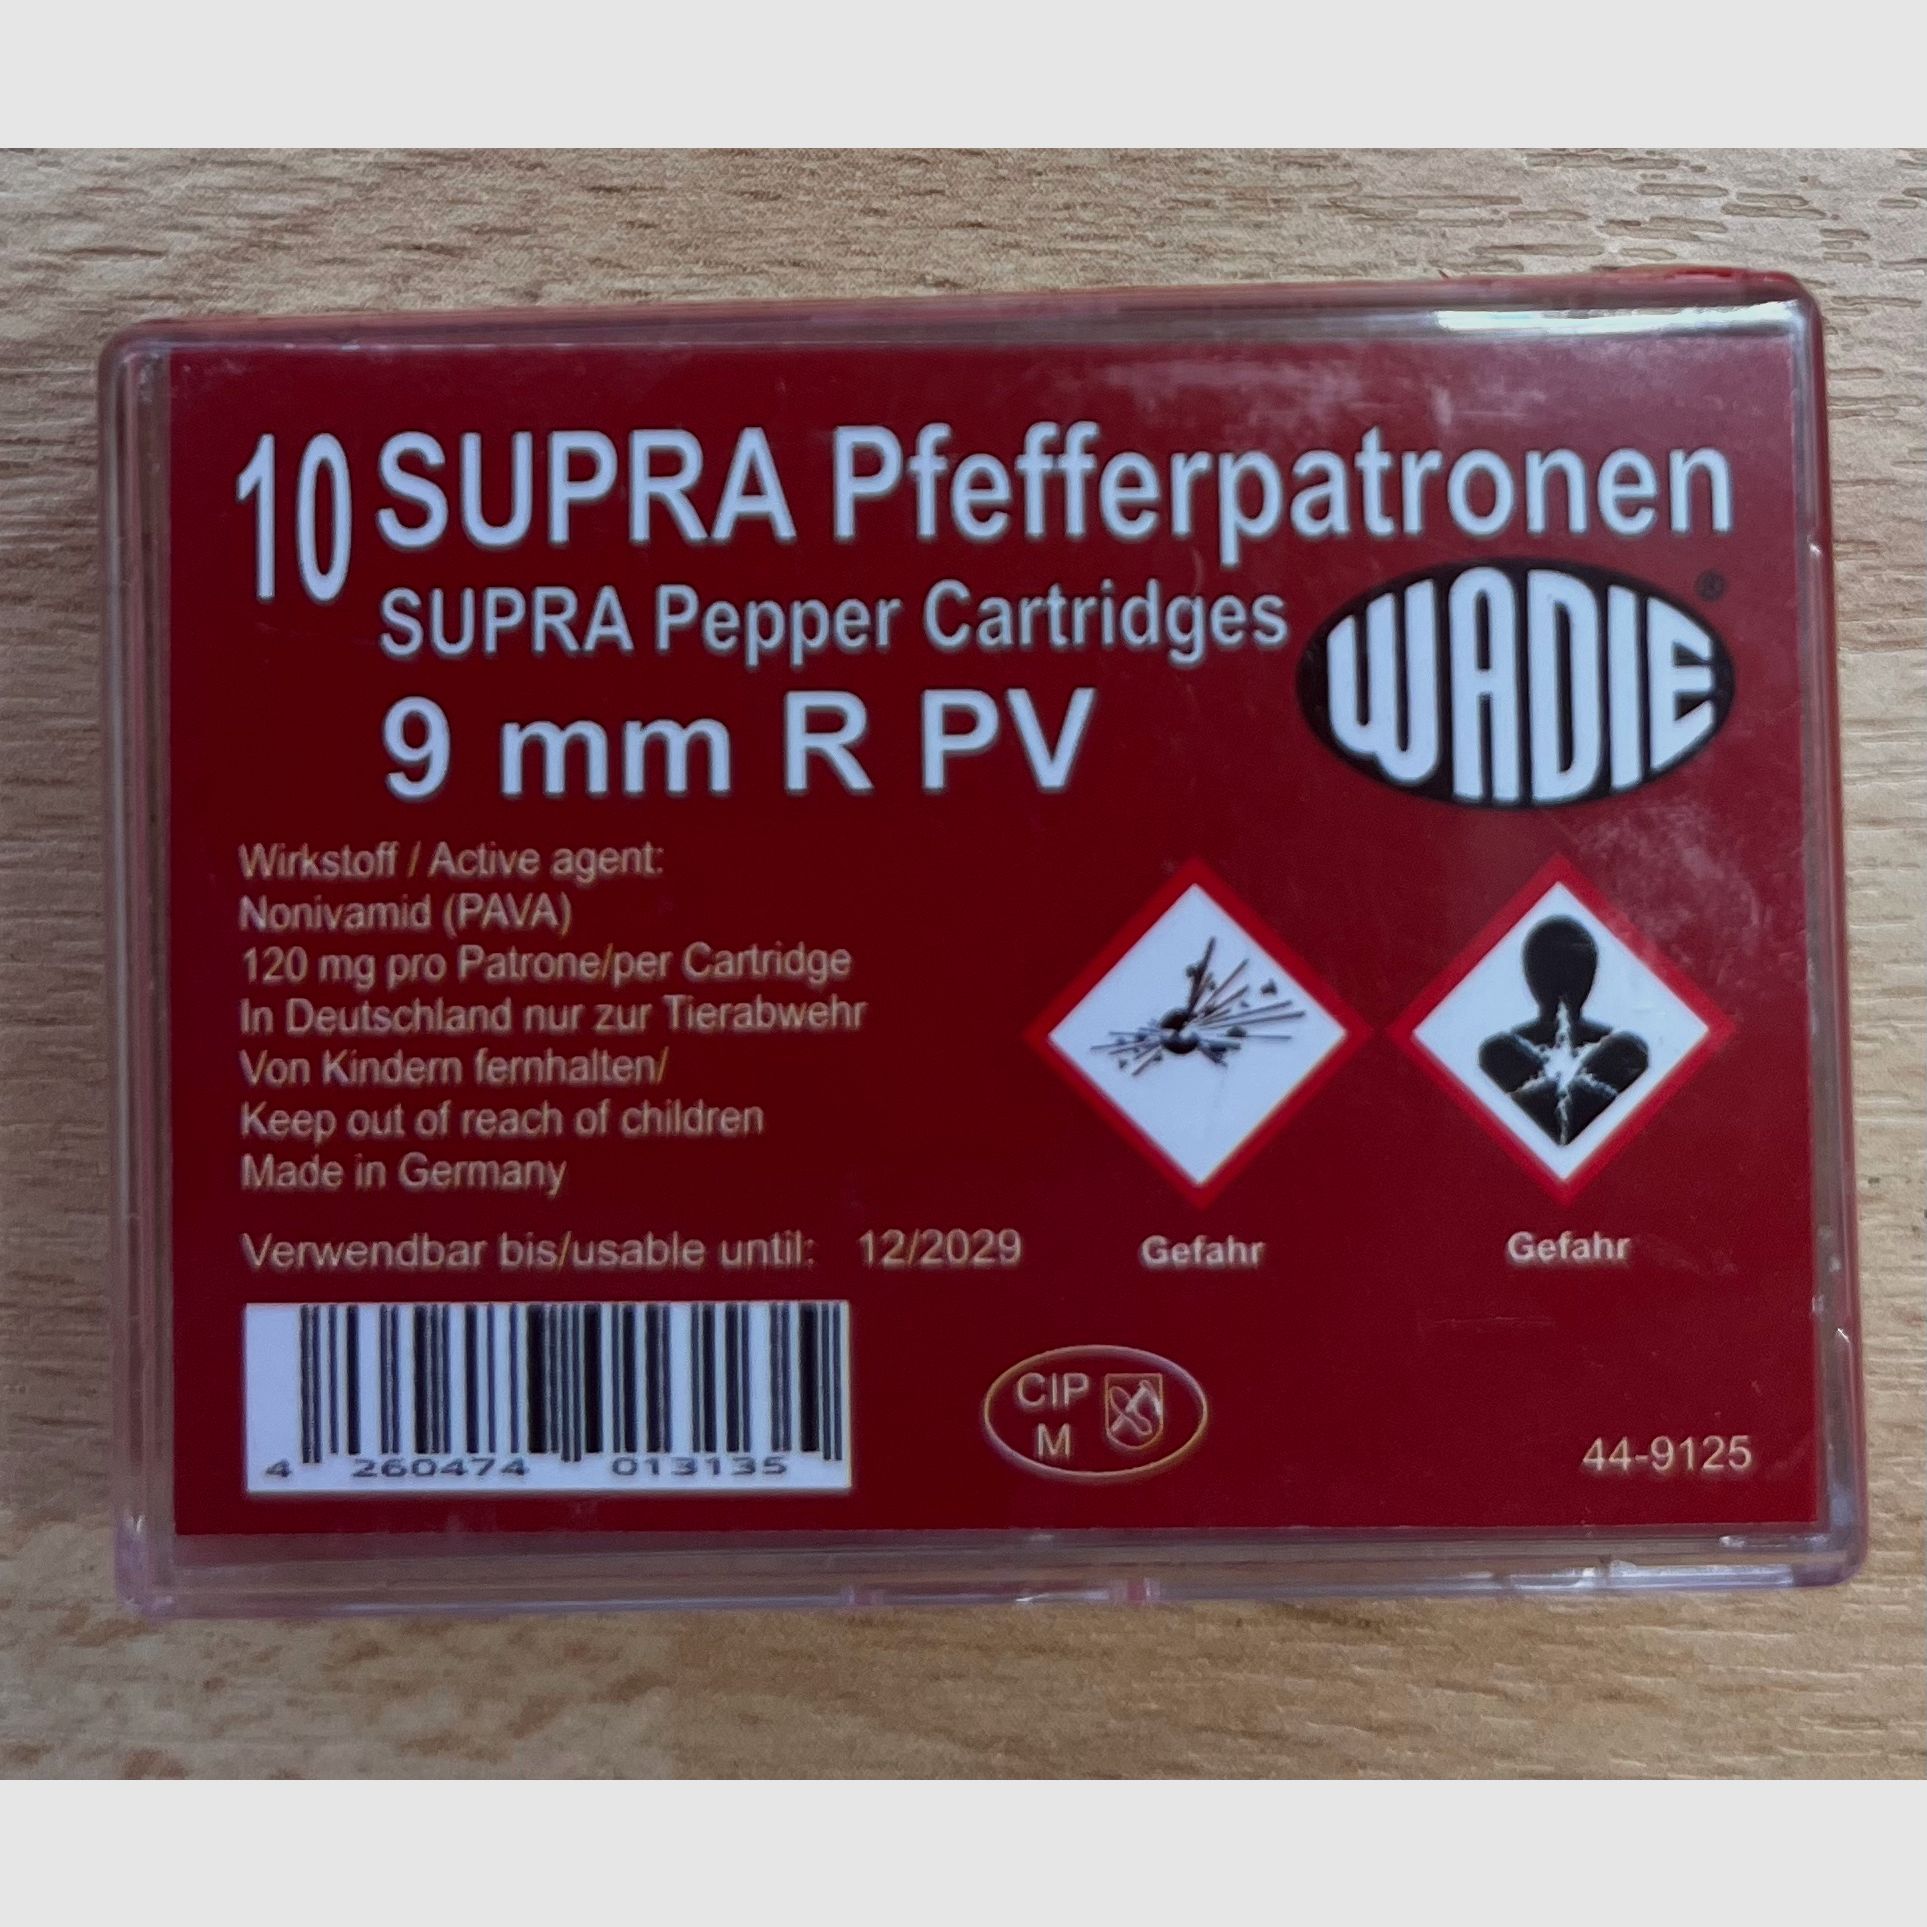 10 SUPRA Pfefferpatronen
SUPRA Pepper Cartridges
9 mm R PV
WADIE ®
Wirkstoff / Active agent:
Nonivamid (PAVA)
120 mg pro Patrone/per Cartridge
In Deutschland nur zur Tierabwehr
Von Kindern fernhalten/
Keep out of reach of children
Made in Germany
Verwendbar bis/usable until: 12/2029
Gefahr
Gefahr
4 260474 013135
CIP
M
44-9125